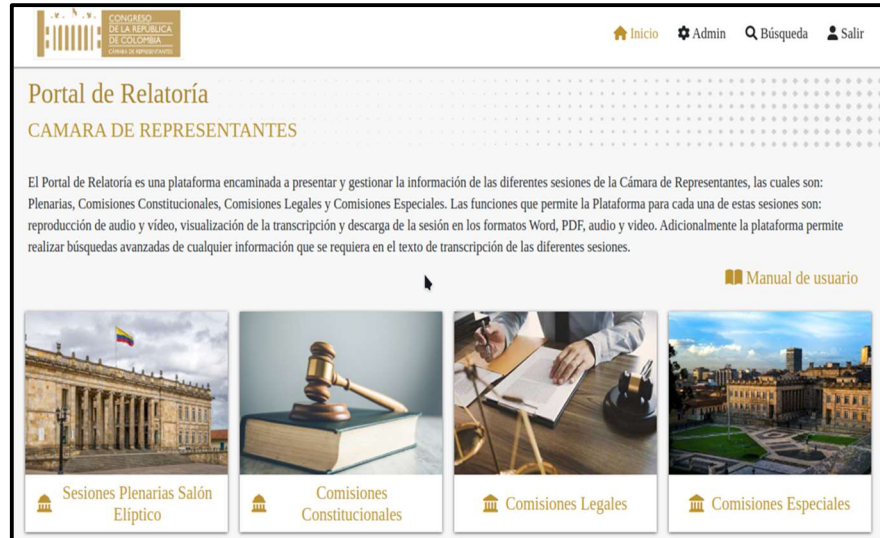 CONGRESO
DE LA REPÚBLICA
DE COLOMBIA
CÁMARA DE REPRESENTANTES
Inicio Admin Búsqueda Salir
Portal de Relatoría
CAMARA DE REPRESENTANTES
El Portal de Relatoría es una plataforma encaminada a presentar y gestionar la información de las diferentes sesiones de la Cámara de Representantes, las cuales son:
Plenarias, Comisiones Constitucionales, Comisiones Legales y Comisiones Especiales. Las funciones que permite la Plataforma para cada una de estas sesiones son:
reproducción de audio y vídeo, visualización de la transcripción y descarga de la sesión en los formatos Word, PDF, audio y video. Adicionalmente la plataforma permite
realizar búsquedas avanzadas de cualquier información que se requiera en el texto de transcripción de las diferentes sesiones.
Manual de usuario
Sesiones Plenarias Salón
Elíptico
Comisiones
Constitucionales
Comisiones Legales
Comisiones Especiales